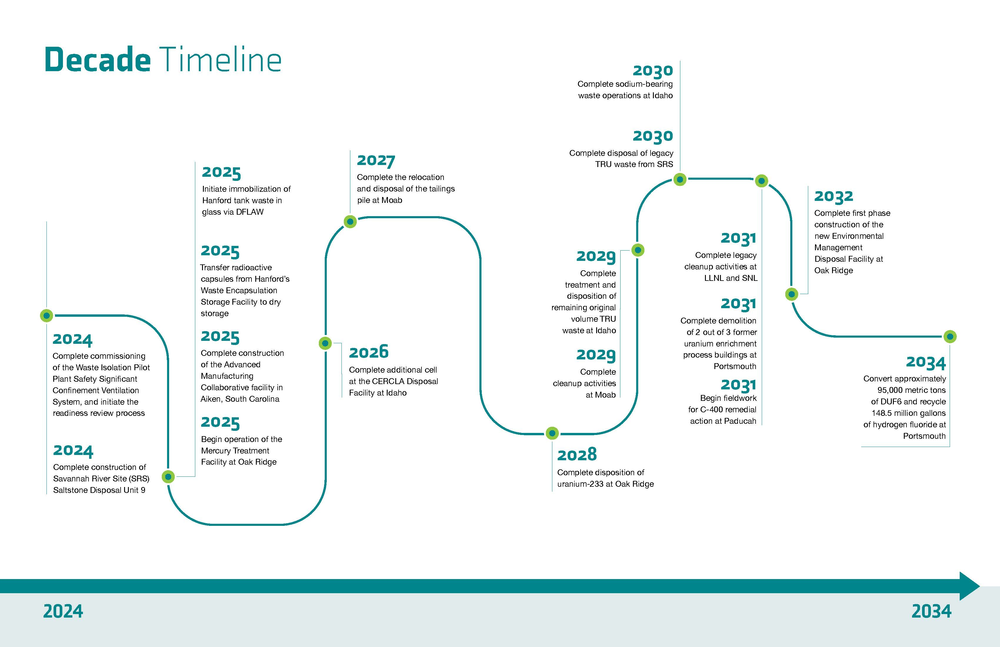 Decade Timeline
2024
Complete commissioning
of the Waste Isolation Pilot
Plant Safety Significant
Confinement Ventilation
System, and initiate the
readiness review process
2024
Complete construction of
Savannah River Site (SRS)
Saltstone Disposal Unit 9
2025
Initiate immobilization of
Hanford tank waste in
glass via DFLAW
2025
Transfer radioactive
capsules from Hanford’s
Waste Encapsulation
Storage Facility to dry
storage
2025
Complete construction
of the Advanced
Manufacturing
Collaborative facility in
Aiken, South Carolina
2025
Begin operation of the
Mercury Treatment
Facility at Oak Ridge
2026
Complete additional cell
at the CERCLA Disposal
Facility at Idaho
2027
Complete the relocation
and disposal of the tailings
pile at Moab
2028
Complete disposition of
uranium-233 at Oak Ridge
2029
Complete
treatment and
disposition of
remaining original
volume TRU
waste at Idaho
2029
Complete
cleanup activities
at Moab
2030
Complete sodium-bearing
waste operations at Idaho
2030
Complete disposal of legacy
TRU waste from SRS
2031
Complete legacy
cleanup activities at
LLNL and SNL
2031
Complete demolition
of 2 out of 3 former
uranium enrichment
process buildings at
Portsmouth
2031
Begin fieldwork
for C-400 remedial
action at Paducah
2032
Complete first phase
construction of the
new Environmental
Management
Disposal Facility at
Oak Ridge
2034
Convert approximately
95,000 metric tons
of DUF6 and recycle
148.5 million gallons
of hydrogen fluoride at
Portsmouth
2024
2034